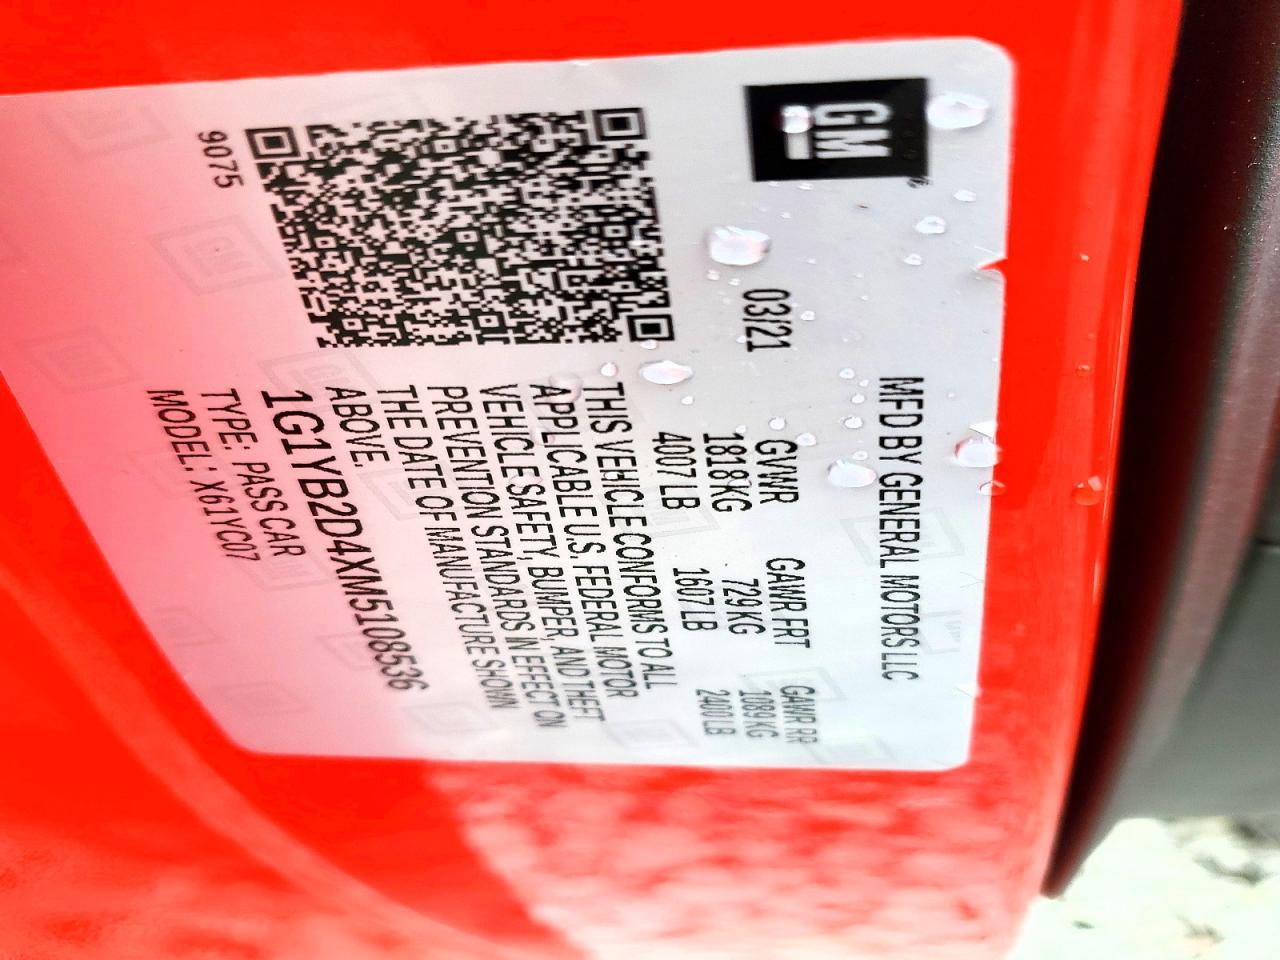 GM
03/21
MFD BY GENERAL MOTORS LLC
GVWR GAWR FRT GAWR RR
1818 KG 729 KG 1089 KG
4007 LB 1607 LB 2400 LB
THIS VEHICLE CONFORMS TO ALL
APPLICABLE U.S. FEDERAL MOTOR
VEHICLE SAFETY, BUMPER, AND THEFT
PREVENTION STANDARDS IN EFFECT ON
THE DATE OF MANUFACTURE SHOWN
ABOVE.
1G1YB2D4XM5108536
TYPE: PASS CAR
MODEL: X61YC07
9075